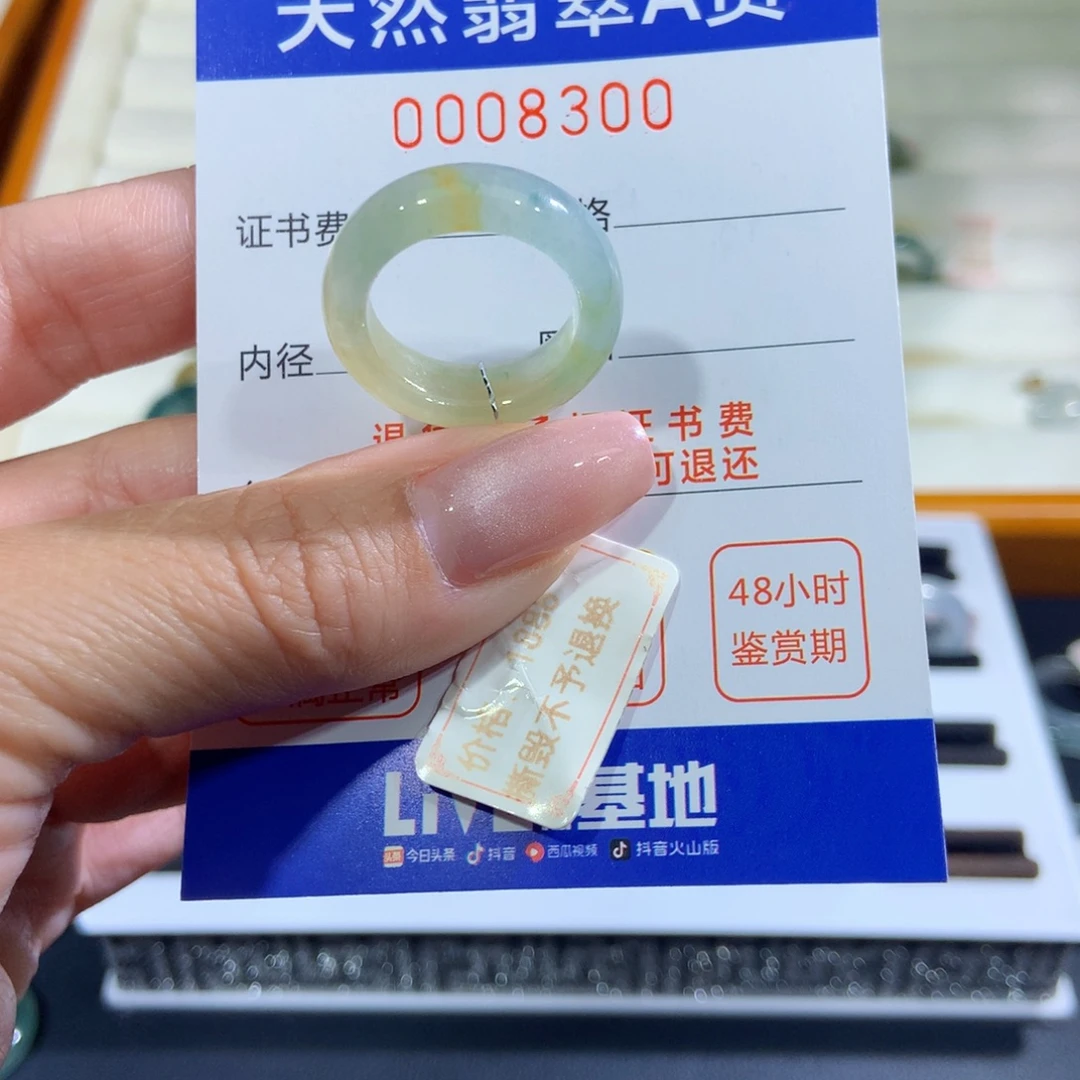 天然翡翠A货
0008300
证书费 格
内径
证书费
可退还
48小时
鉴赏期
价格
撕毁不予退换
基地
今日头条 抖音 西瓜视频 抖音火山版